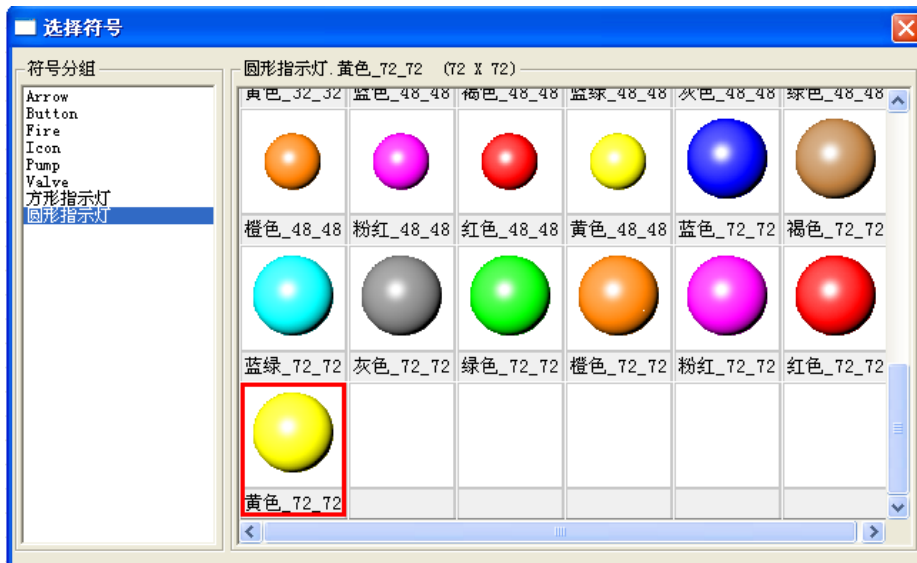 选择符号
符号分组
Arrow
Button
Fire
Icon
Pump
Valve
方形指示灯
圆形指示灯
圆形指示灯.黄色_72_72 (72 X 72)
黄色_32_32 蓝色_48_48 褐色_48_48 蓝绿_48_48 灰色_48_48 绿色_48_48
橙色_48_48 粉红_48_48 红色_48_48 黄色_48_48 蓝色_72_72 褐色_72_72
蓝绿_72_72 灰色_72_72 绿色_72_72 橙色_72_72 粉红_72_72 红色_72_72
黄色_72_72